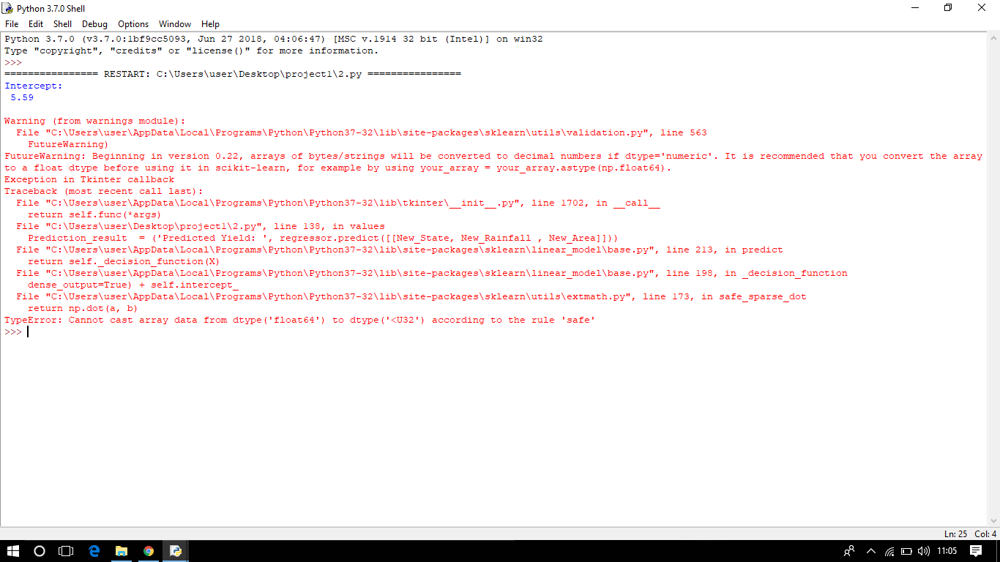 Python 3.7.0 Shell
File Edit Shell Debug Options Window Help
Python 3.7.0 (v3.7.0:1bf9cc5093, Jun 27 2018, 04:06:47) [MSC v.1914 32 bit (Intel)] on win32
Type "copyright", "credits" or "license()" for more information.
>>>
================ RESTART: C:\Users\user\Desktop\project1\2.py ================
Intercept:
 5.59
Warning (from warnings module):
  File "C:\Users\user\AppData\Local\Programs\Python\Python37-32\lib\site-packages\sklearn\utils\validation.py", line 563
    FutureWarning)
FutureWarning: Beginning in version 0.22, arrays of bytes/strings will be converted to decimal numbers if dtype='numeric'. It is recommended that you convert the array
to a float dtype before using it in scikit-learn, for example by using your_array = your_array.astype(np.float64).
Exception in Tkinter callback
Traceback (most recent call last):
  File "C:\Users\user\AppData\Local\Programs\Python\Python37-32\lib\tkinter\__init__.py", line 1702, in __call__
    return self.func(*args)
  File "C:\Users\user\Desktop\project1\2.py", line 138, in values
    Prediction_result  = ('Predicted Yield: ', regressor.predict([[New_State, New_Rainfall , New_Area]]))
  File "C:\Users\user\AppData\Local\Programs\Python\Python37-32\lib\site-packages\sklearn\linear_model\base.py", line 213, in predict
    return self._decision_function(X)
  File "C:\Users\user\AppData\Local\Programs\Python\Python37-32\lib\site-packages\sklearn\linear_model\base.py", line 198, in _decision_function
    dense_output=True) + self.intercept_
  File "C:\Users\user\AppData\Local\Programs\Python\Python37-32\lib\site-packages\sklearn\utils\extmath.py", line 173, in safe_sparse_dot
    return np.dot(a, b)
TypeError: Cannot cast array data from dtype('float64') to dtype('<U32') according to the rule 'safe'
>>>
Ln: 25 Col: 4
11:05